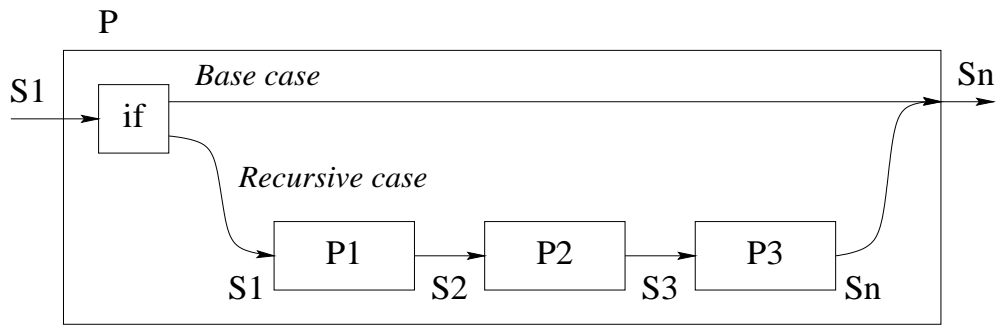 P
S1
if
Base case
Sn
Recursive case
P1
P2
P3
S1
S2
S3
Sn